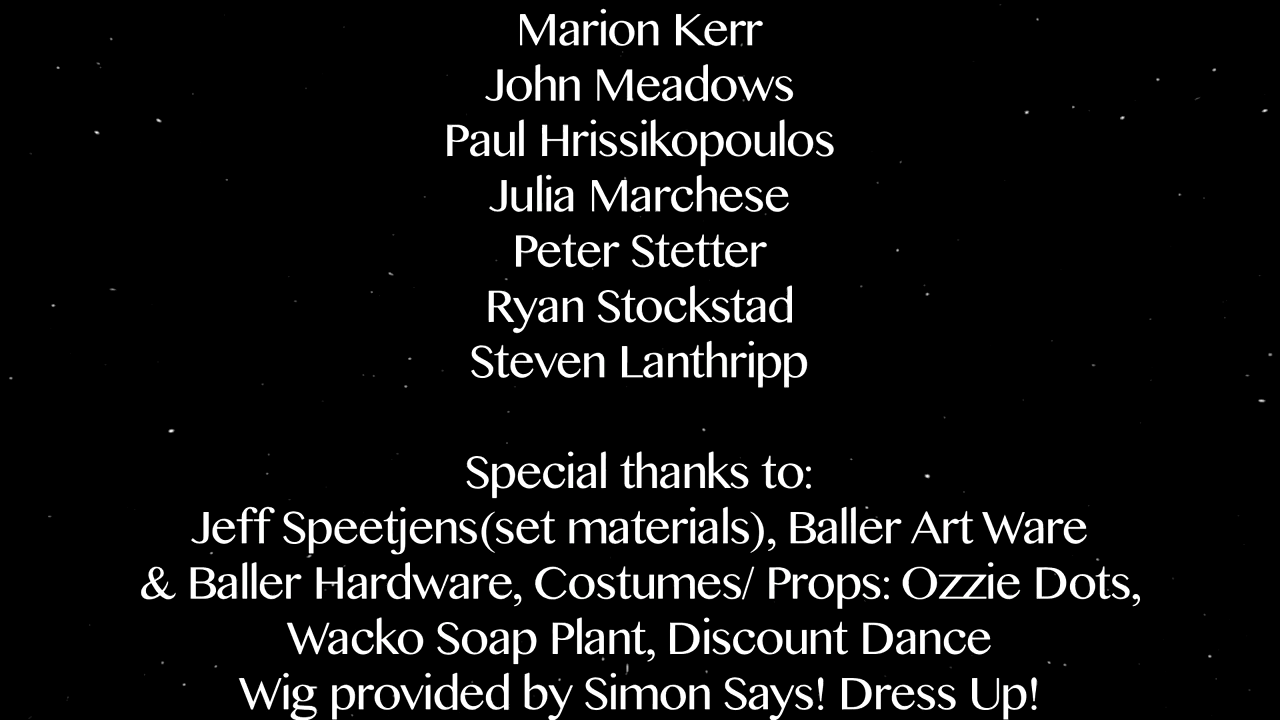 Marion Kerr
John Meadows
Paul Hrissikopoulos
Julia Marchese
Peter Stetter
Ryan Stockstad
Steven Lanthripp
Special thanks to:
Jeff Speetjens(set materials), Baller Art Ware
& Baller Hardware, Costumes/ Props: Ozzie Dots,
Wacko Soap Plant, Discount Dance
Wig provided by Simon Says! Dress Up!